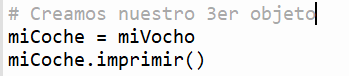 # Creamos nuestro 3er objeto
miCoche = miVocho
miCoche.imprimir()